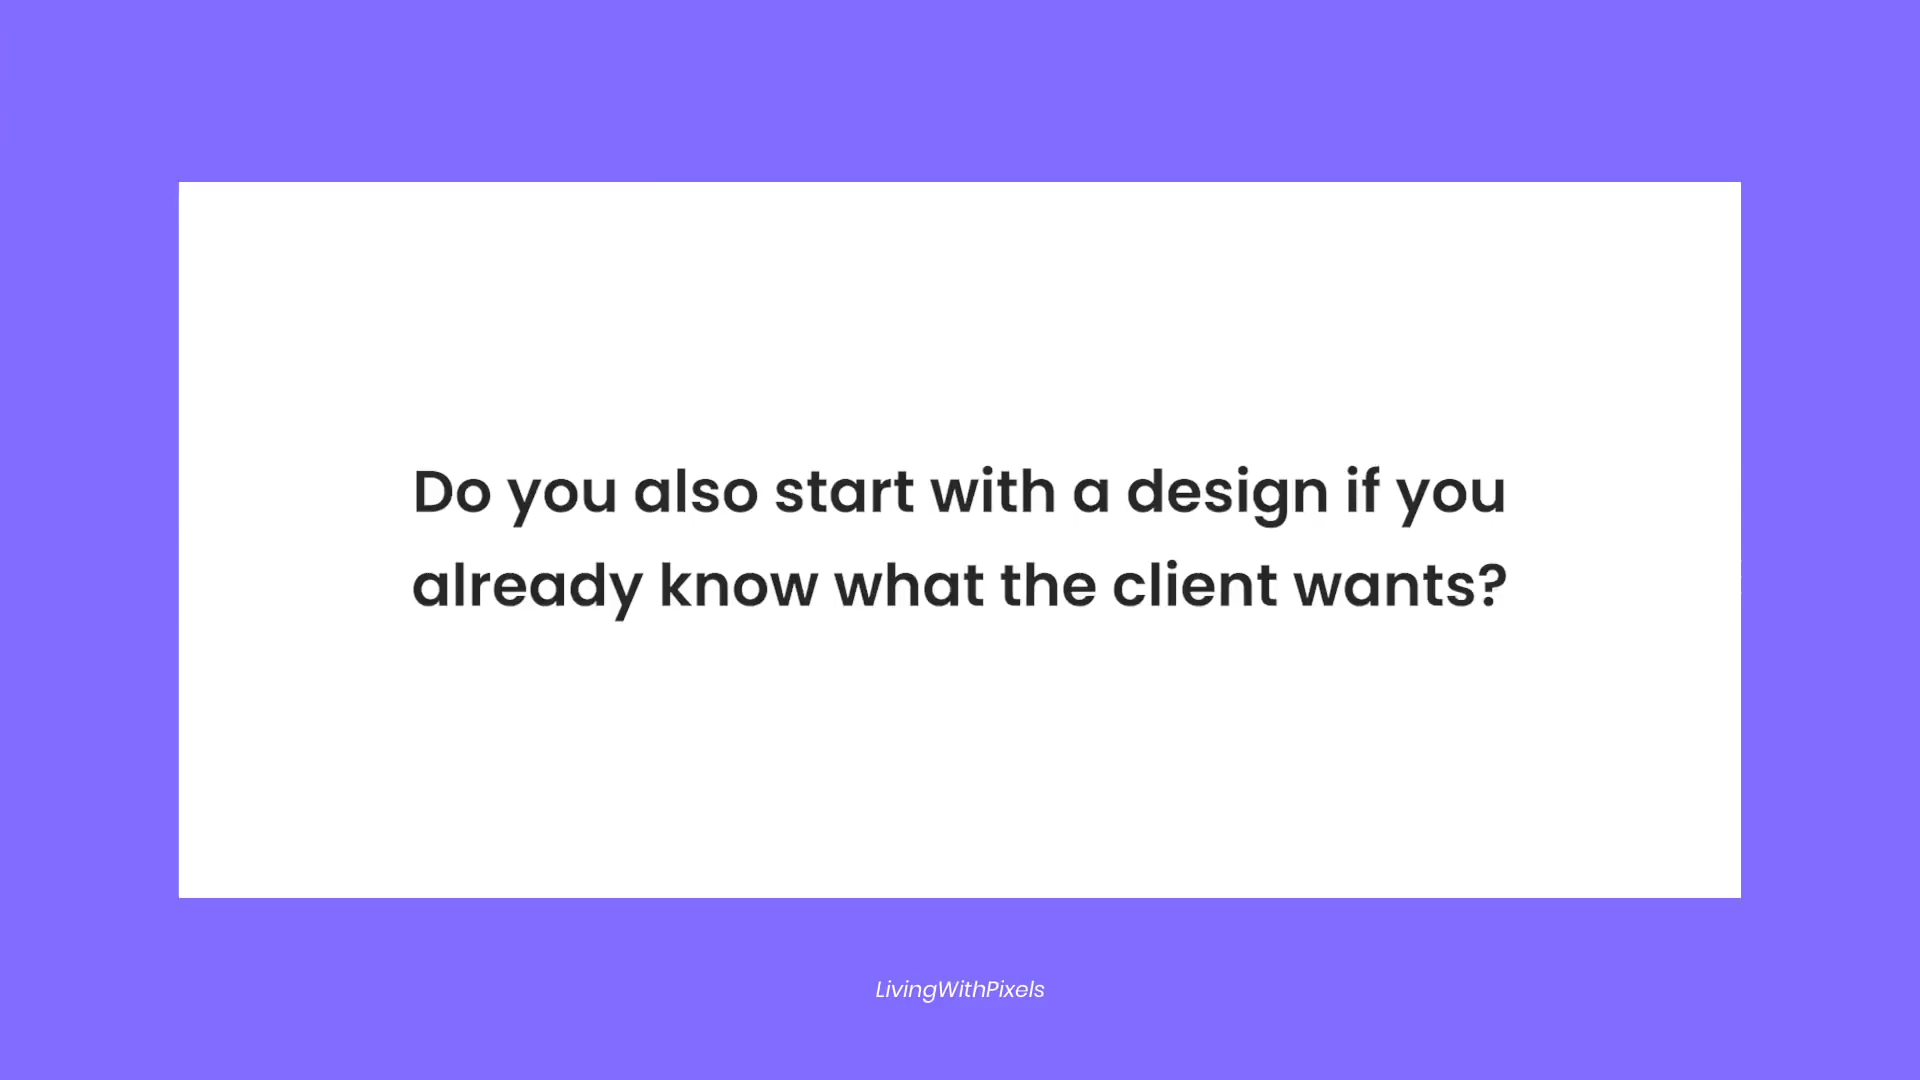 Do you also start with a design if you
already know what the client wants?
LivingWithPixels